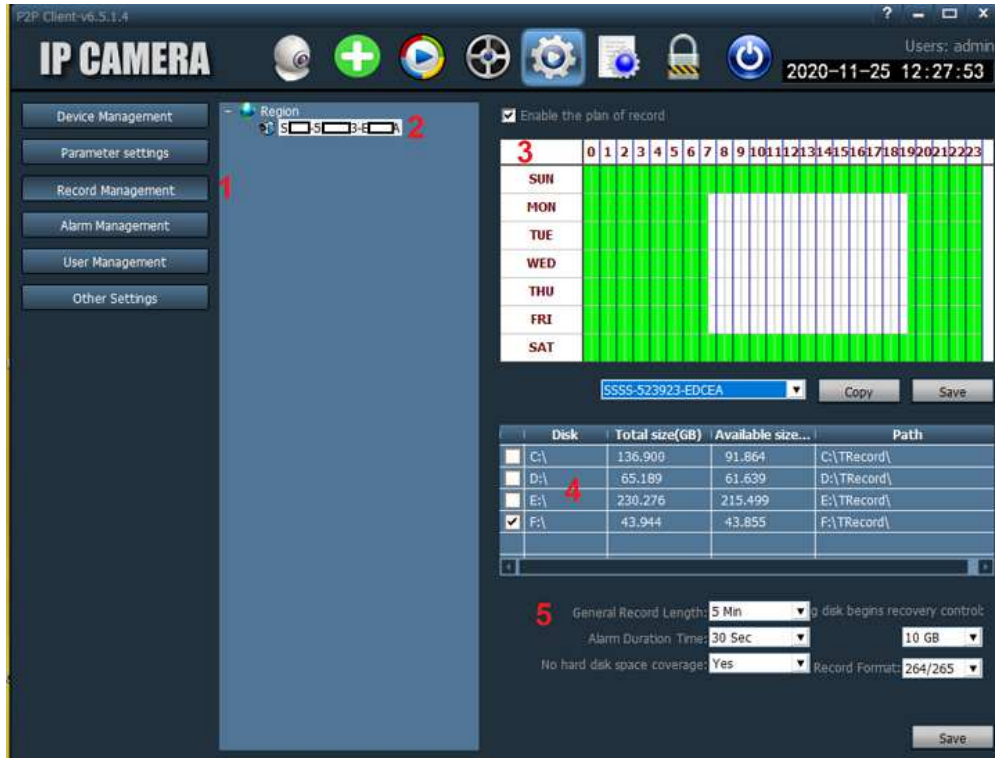 P2P Client-v6.5.1.4
?
IP CAMERA
Users: admin
2020-11-25 12:27:53
Device Management
Parameter settings
Record Management
Alarm Management
User Management
Other Settings
1
Region
2
Enable the plan of record
3 0 1 2 3 4 5 6 7 8 9 10 11 12 13 14 15 16 17 18 19 20 21 22 23
SUN
MON
TUE
WED
THU
FRI
SAT
SSSS-523923-EDCEA
Copy
Save
Disk Total size(GB) Available size... Path
C:\ 136.900 91.864 C:\TRecord\
D:\ 65.189 61.639 D:\TRecord\
4
E:\ 230.276 215.499 E:\TRecord\
F:\ 43.944 43.855 F:\TRecord\
5
General Record Length: 5 Min g disk begins recovery control:
Alarm Duration Time: 30 Sec 10 GB
No hard disk space coverage: Yes Record Format: 264/265
Save